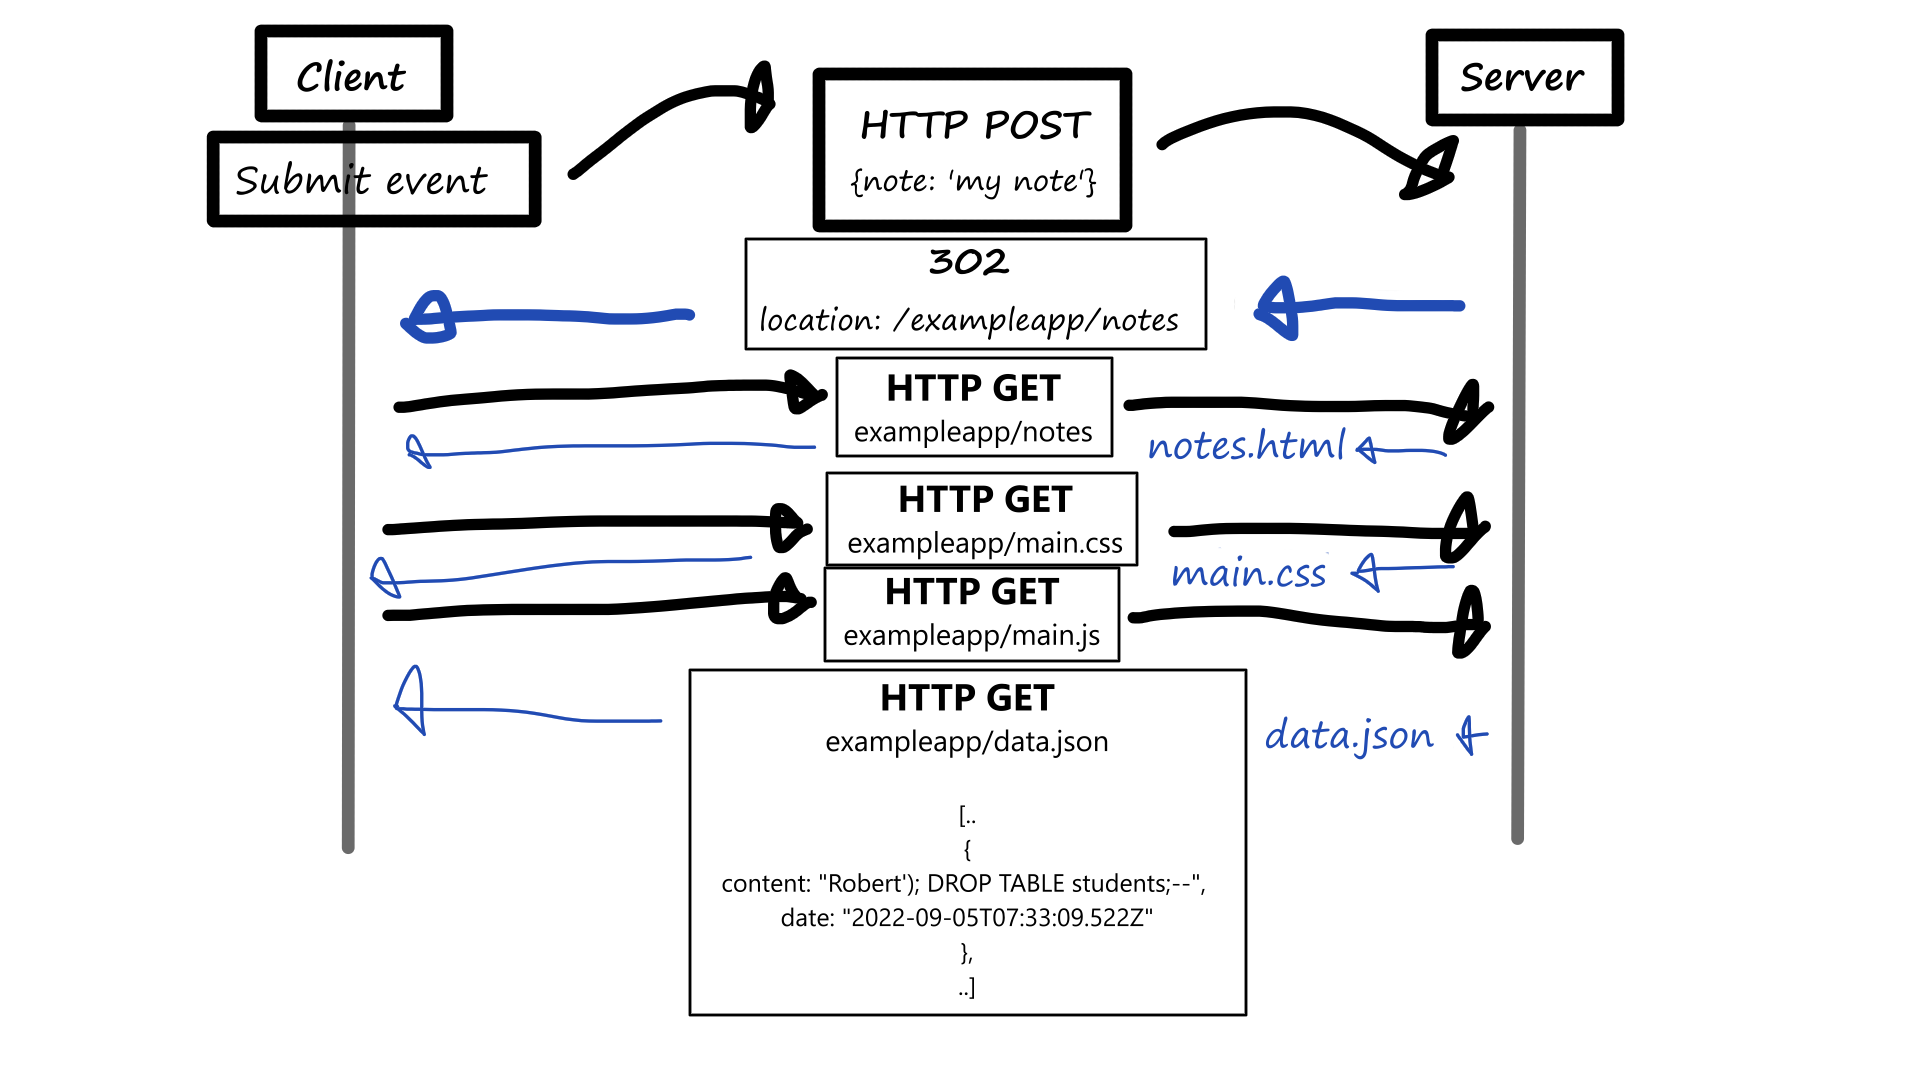 Client
Server
Submit event
HTTP POST
{note: 'my note'}
302
location: /exampleapp/notes
HTTP GET
exampleapp/notes
notes.html
HTTP GET
exampleapp/main.css
main.css
HTTP GET
exampleapp/main.js
HTTP GET
exampleapp/data.json
data.json
[..
{
content: "Robert'); DROP TABLE students;--",
date: "2022-09-05T07:33:09.522Z"
},
..]